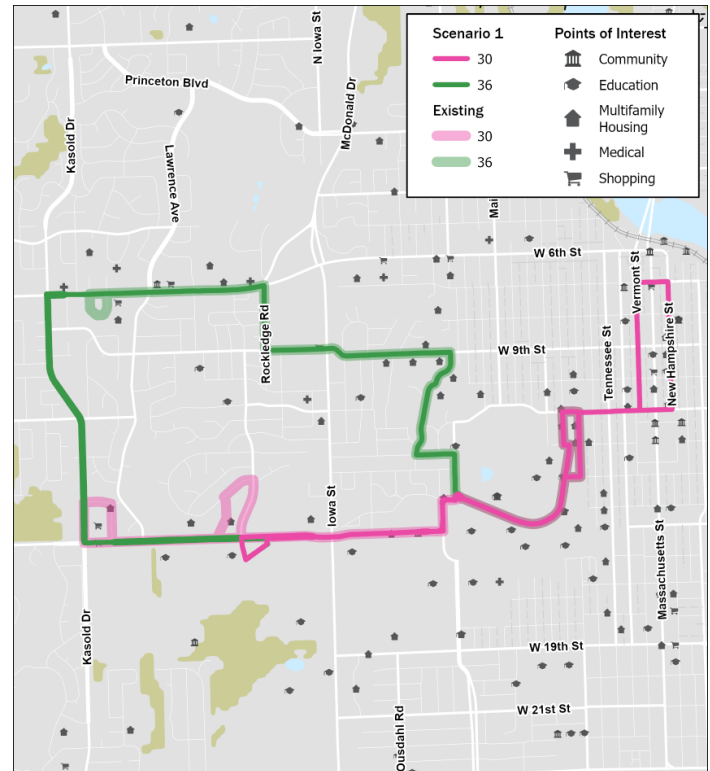 Scenario 1
30
36
Existing
30
36
Points of Interest
Community
Education
Multifamily
Housing
Medical
Shopping
N Iowa St
McDonald Dr
Princeton Blvd
Kasold Dr
Lawrence Ave
Mai
W 6th St
Vermont St
Rockledge Rd
W 9th St
Tennessee St
New Hampshire St
Iowa St
Massachusetts St
Kasold Dr
W 19th St
Ousdahl Rd
W 21st St